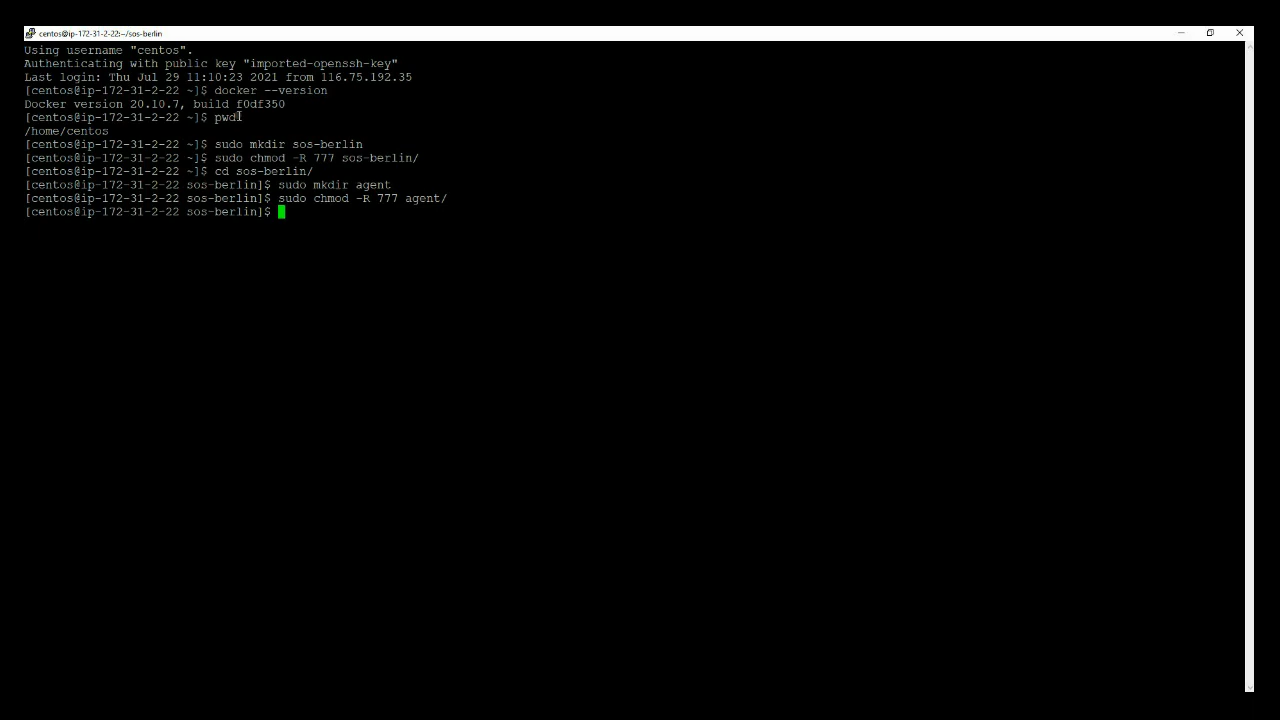 centos@ip-172-31-2-22:~/sos-berlin
Using username "centos".
Authenticating with public key "imported-openssh-key"
Last login: Thu Jul 29 11:10:23 2021 from 116.75.192.35
[centos@ip-172-31-2-22 ~]$ docker --version
Docker version 20.10.7, build f0df350
[centos@ip-172-31-2-22 ~]$ pwd
/home/centos
[centos@ip-172-31-2-22 ~]$ sudo mkdir sos-berlin
[centos@ip-172-31-2-22 ~]$ sudo chmod -R 777 sos-berlin/
[centos@ip-172-31-2-22 ~]$ cd sos-berlin/
[centos@ip-172-31-2-22 sos-berlin]$ sudo mkdir agent
[centos@ip-172-31-2-22 sos-berlin]$ sudo chmod -R 777 agent/
[centos@ip-172-31-2-22 sos-berlin]$